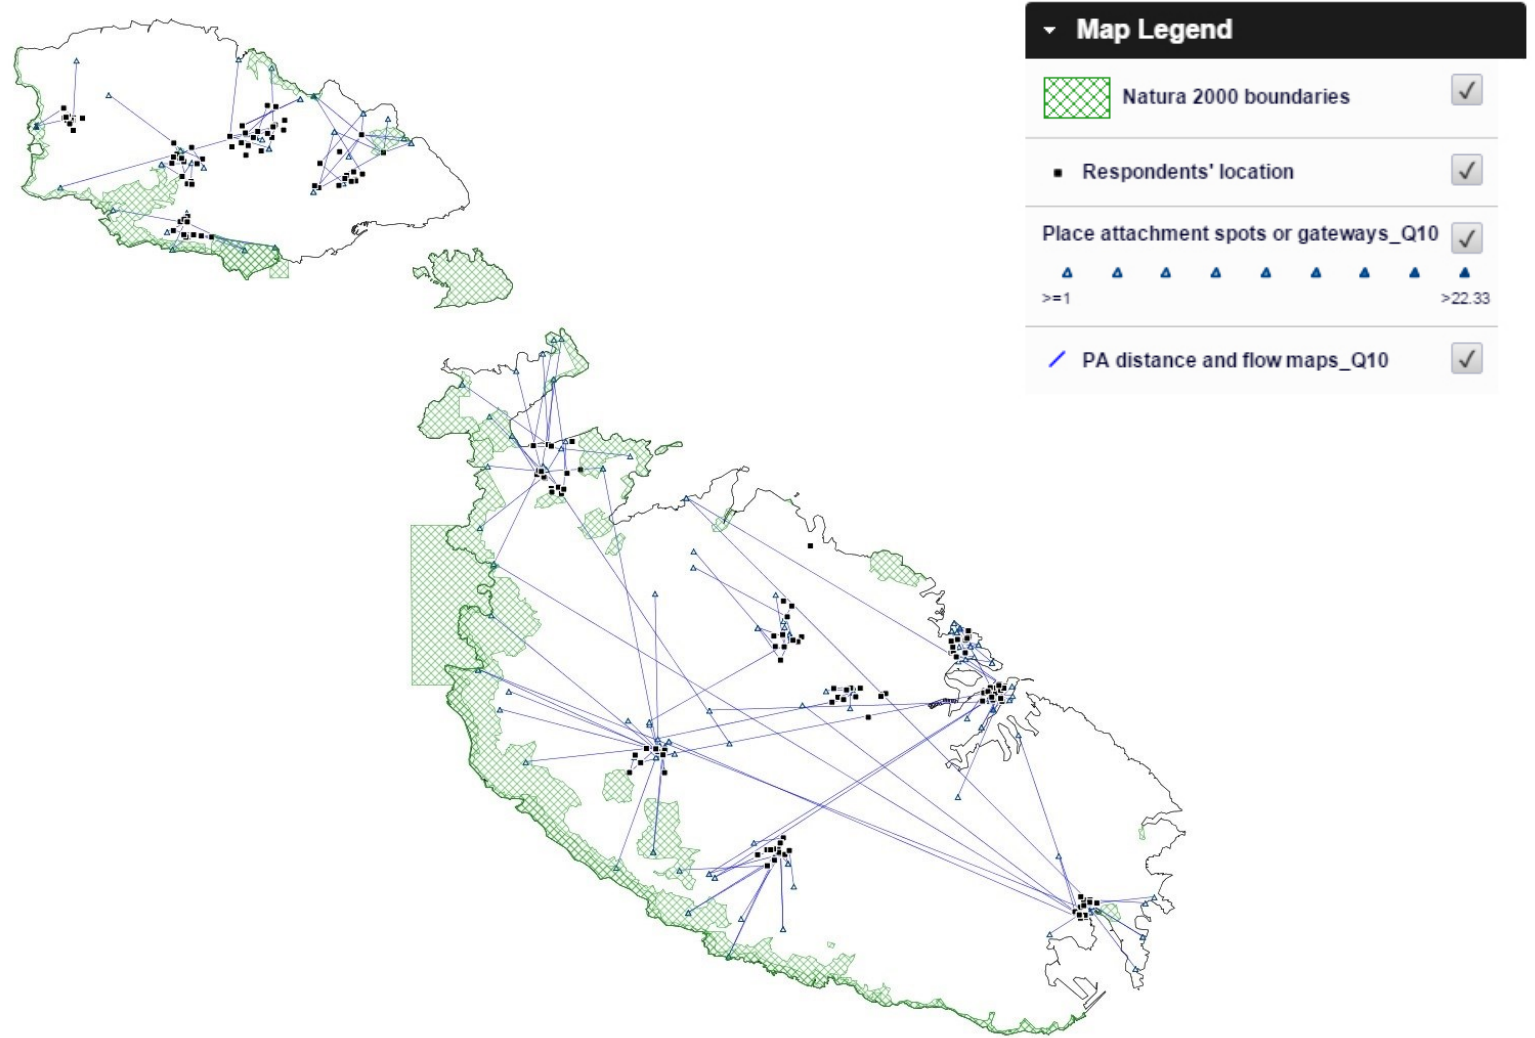 Map Legend
Natura 2000 boundaries
Respondents' location
Place attachment spots or gateways_Q10
>=1 >22.33
PA distance and flow maps_Q10